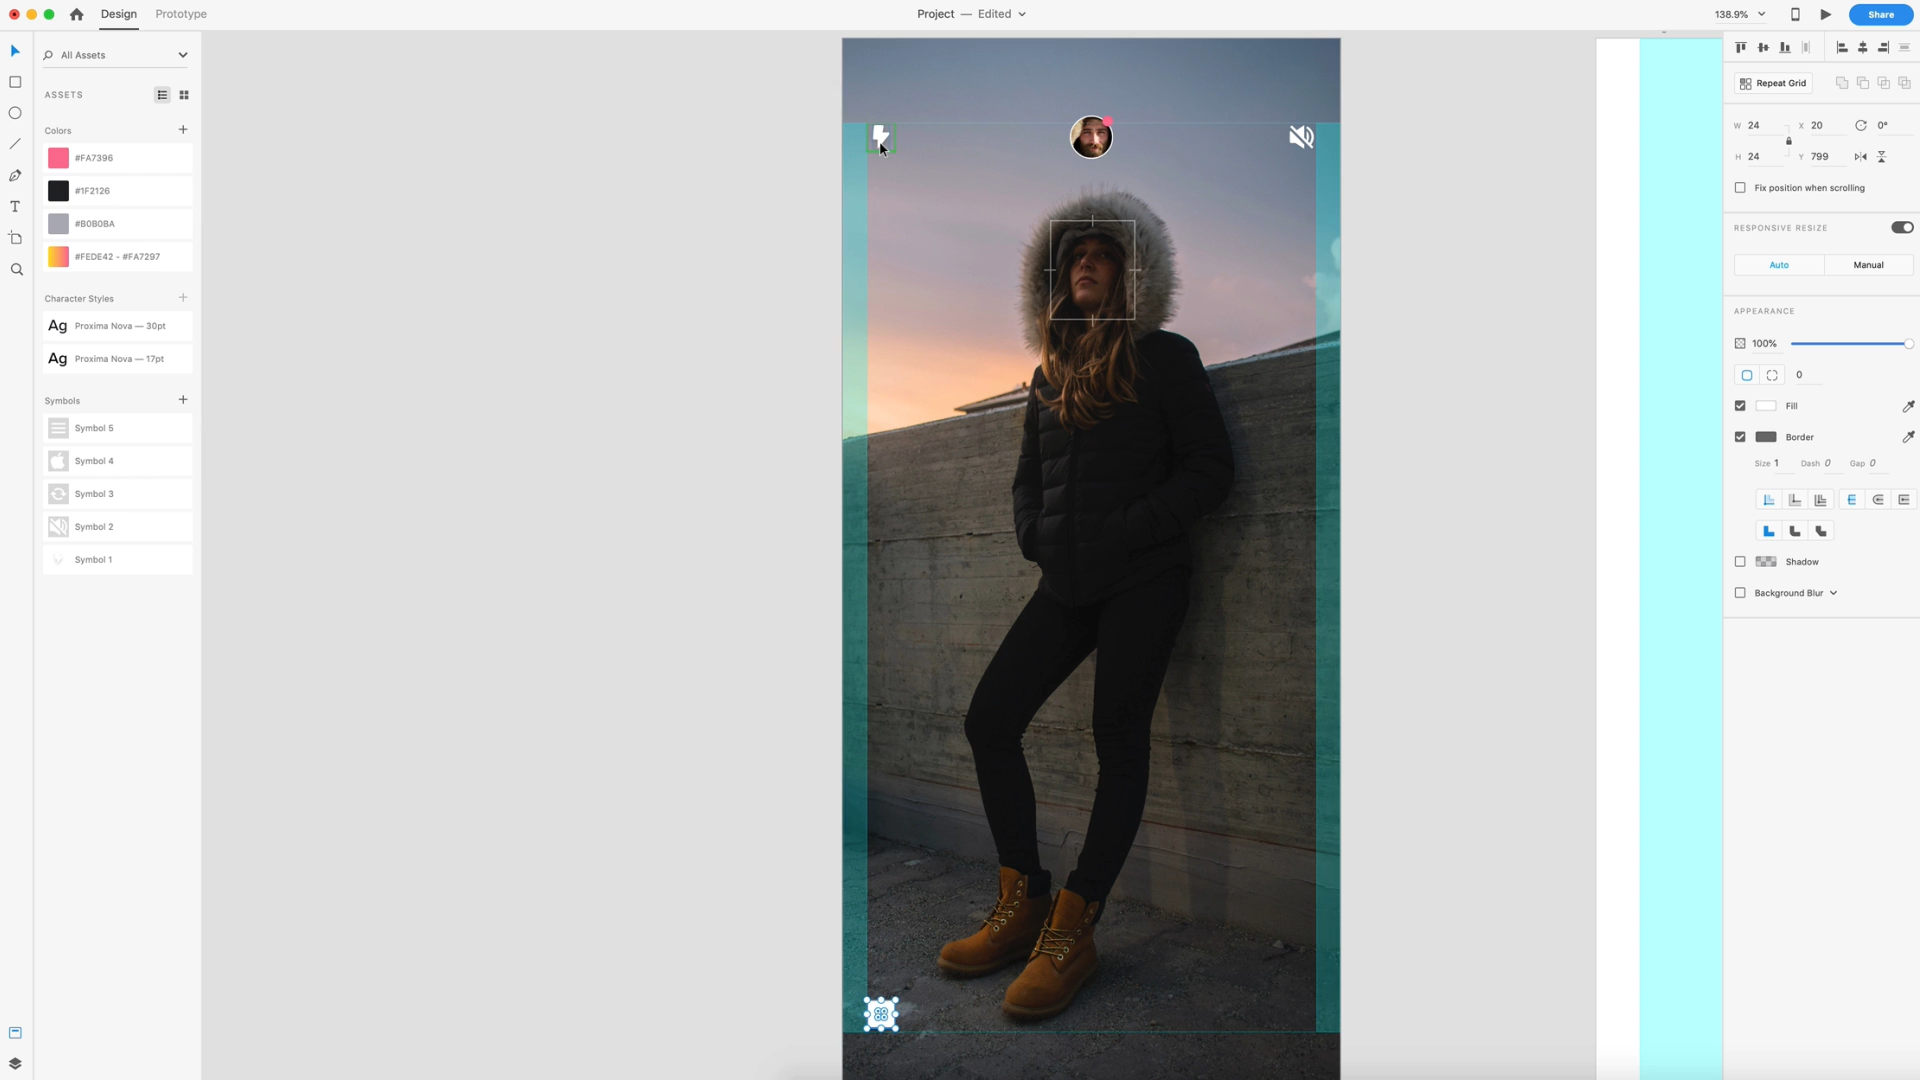 Design
Prototype
Project — Edited
138.9%
Share
All Assets
ASSETS
Colors
#FA7396
#1F2126
#B0B0BA
#FEDE42 - #FA7297
Character Styles
Ag Proxima Nova — 30pt
Ag Proxima Nova — 17pt
Symbols
Symbol 5
Symbol 4
Symbol 3
Symbol 2
Symbol 1
Repeat Grid
W 24 X 20 0°
H 24 Y 799
Fix position when scrolling
RESPONSIVE RESIZE
Auto Manual
APPEARANCE
100%
0
Fill
Border
Size 1 Dash 0 Gap 0
Shadow
Background Blur